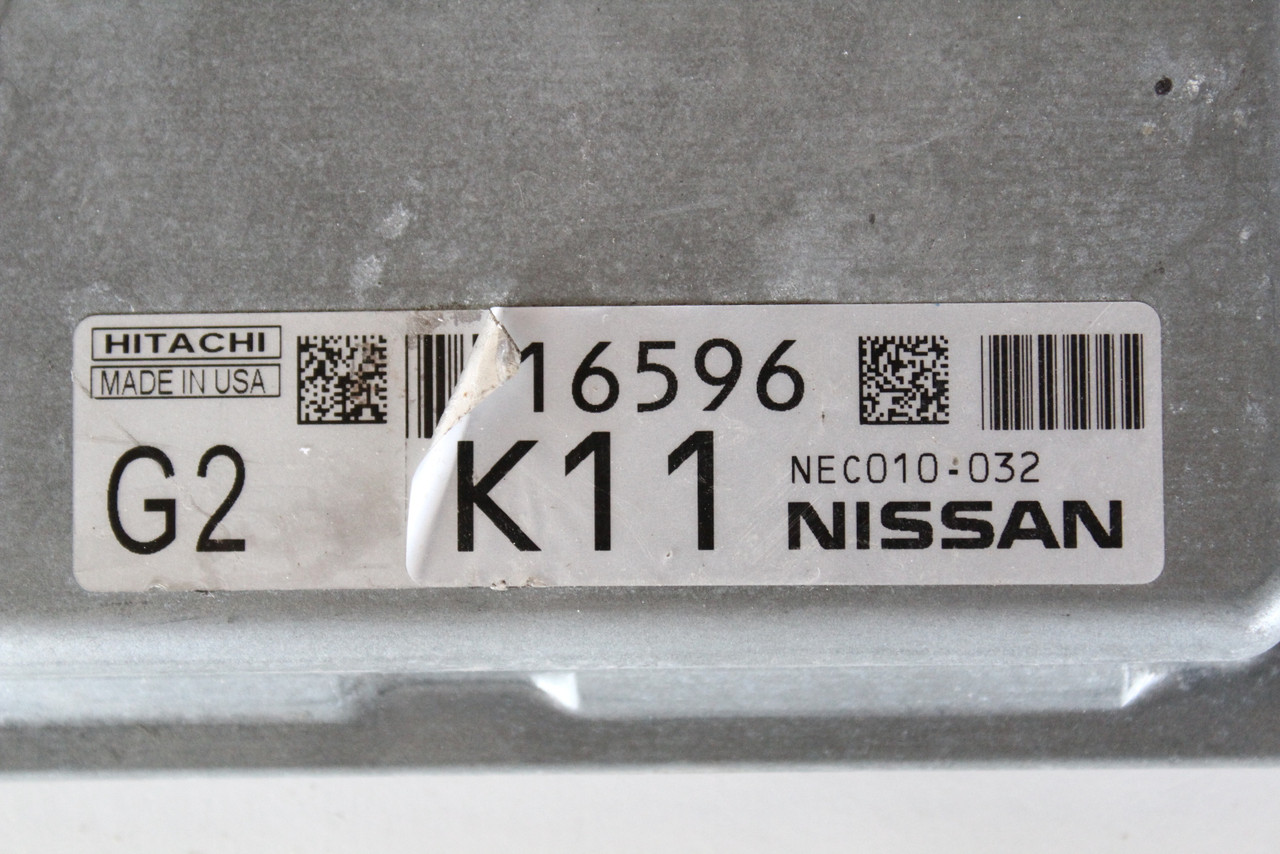 HITACHI
MADE IN USA
16596
G2
K11
NEC010-032
NISSAN